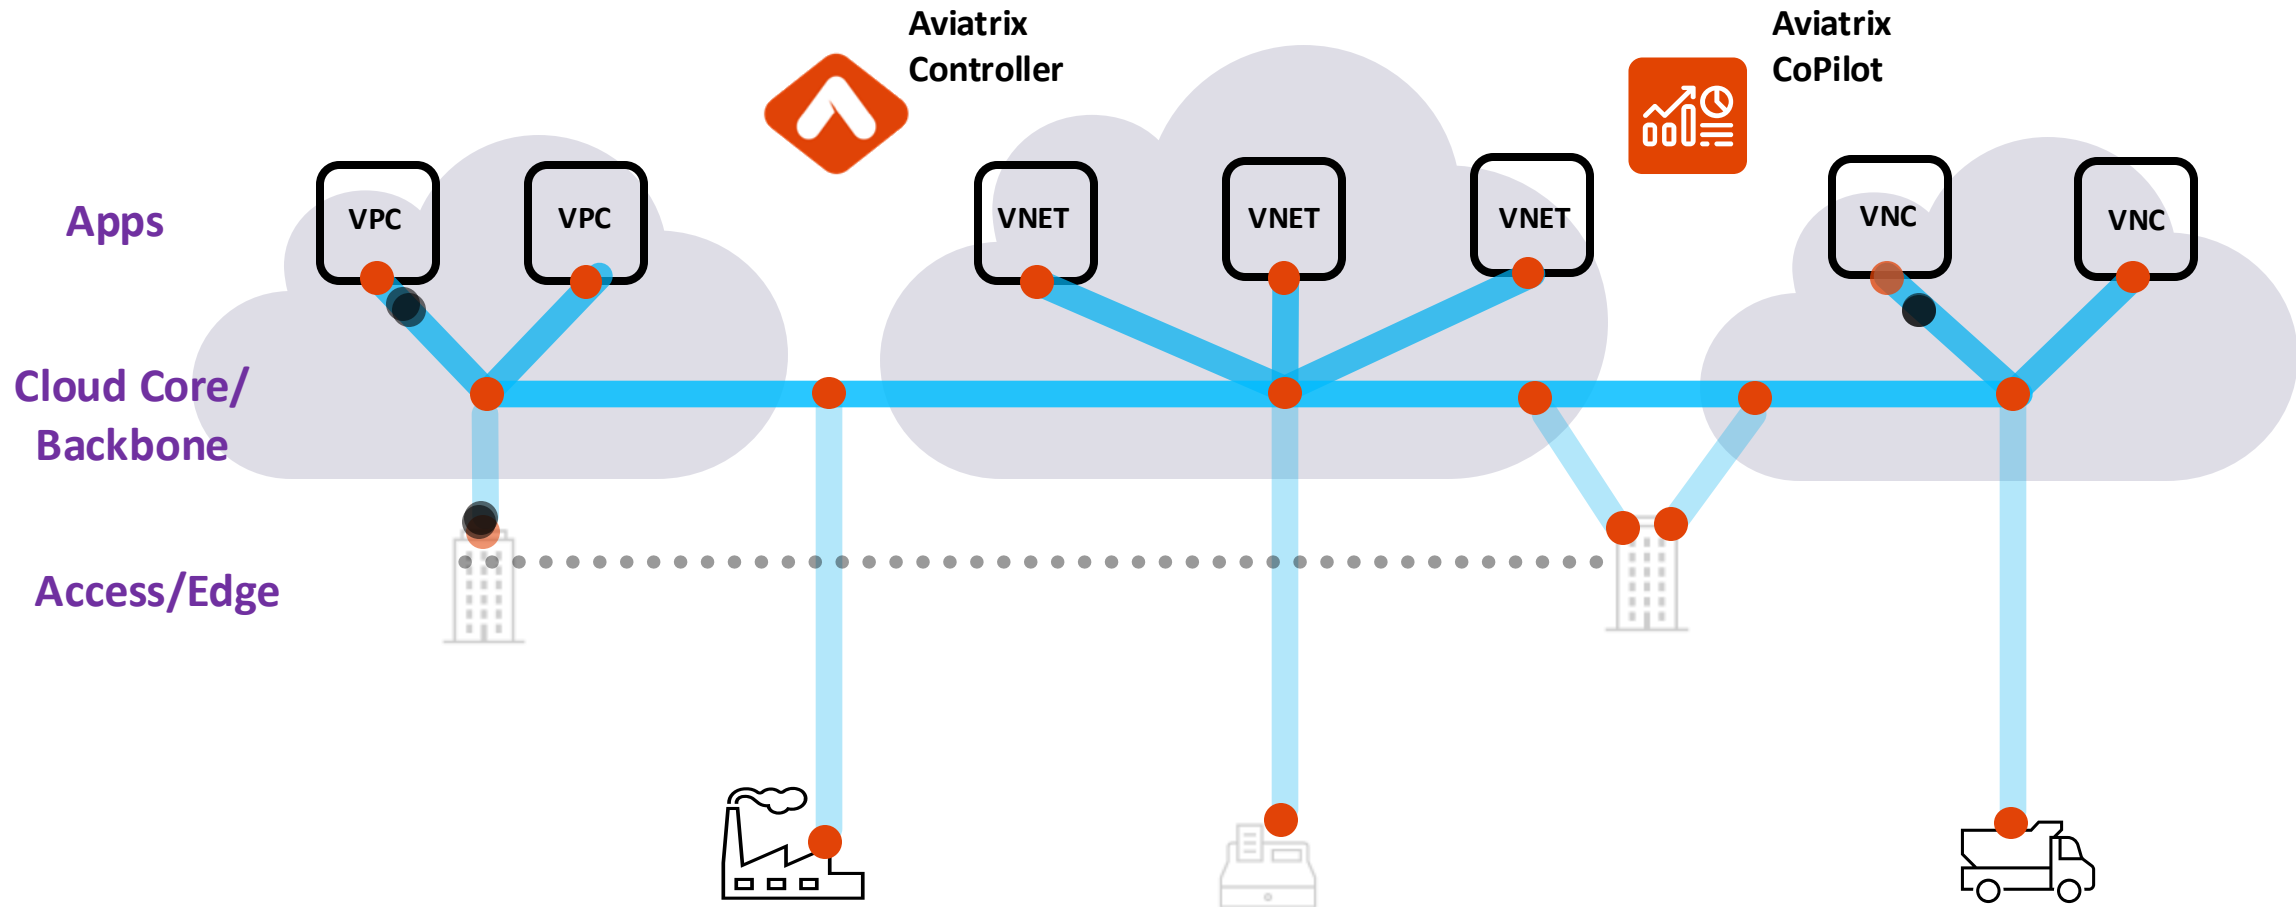 Aviatrix
Controller
Aviatrix
CoPilot
Apps
VPC
VPC
VNET
VNET
VNET
VNC
VNC
Cloud Core/
Backbone
Access/Edge